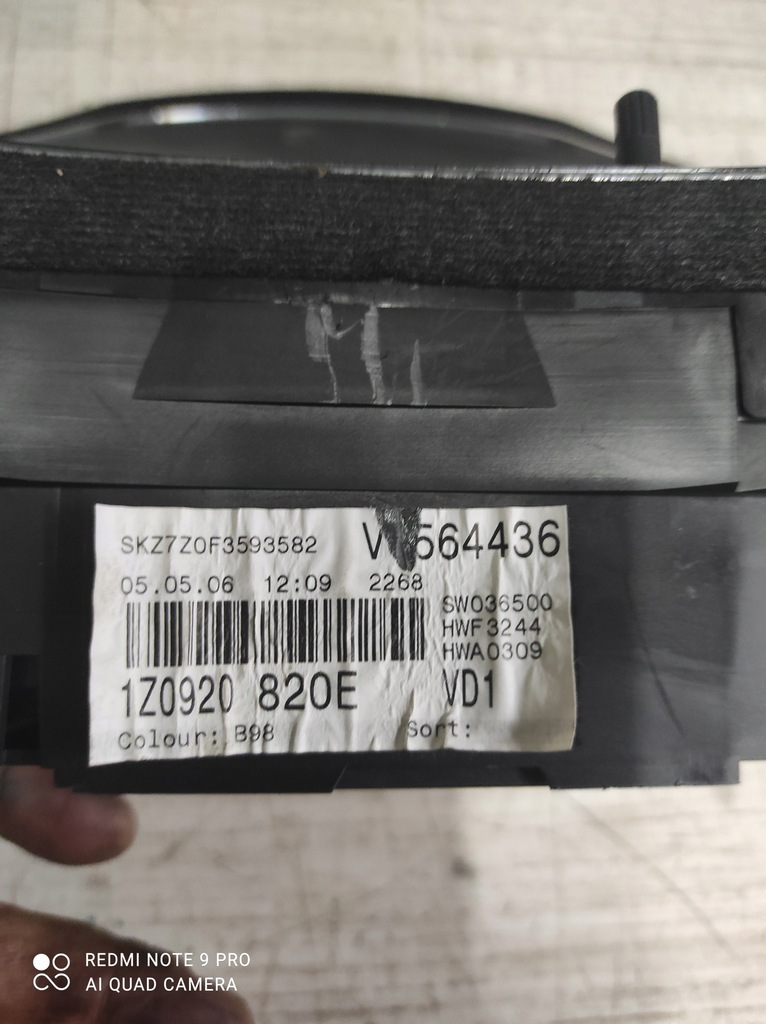 SKZ7Z0F3593582
564436
05.05.06 12:09 2268
SW036500
HWF3244
HWA0309
1Z0920 820E VD1
Colour: B98 Sort:
REDMI NOTE 9 PRO
AI QUAD CAMERA